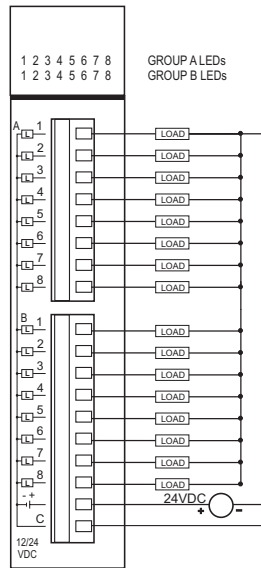 1 2 3 4 5 6 7 8 GROUP A LEDs
1 2 3 4 5 6 7 8 GROUP B LEDs
A L 1 LOAD
L 2 LOAD
L 3 LOAD
L 4 LOAD
L 5 LOAD
L 6 LOAD
L 7 LOAD
L 8 LOAD
B L 1 LOAD
L 2 LOAD
L 3 LOAD
L 4 LOAD
L 5 LOAD
L 6 LOAD
L 7 LOAD
L 8 LOAD
- + 24VDC
+ -
C
12/24
VDC